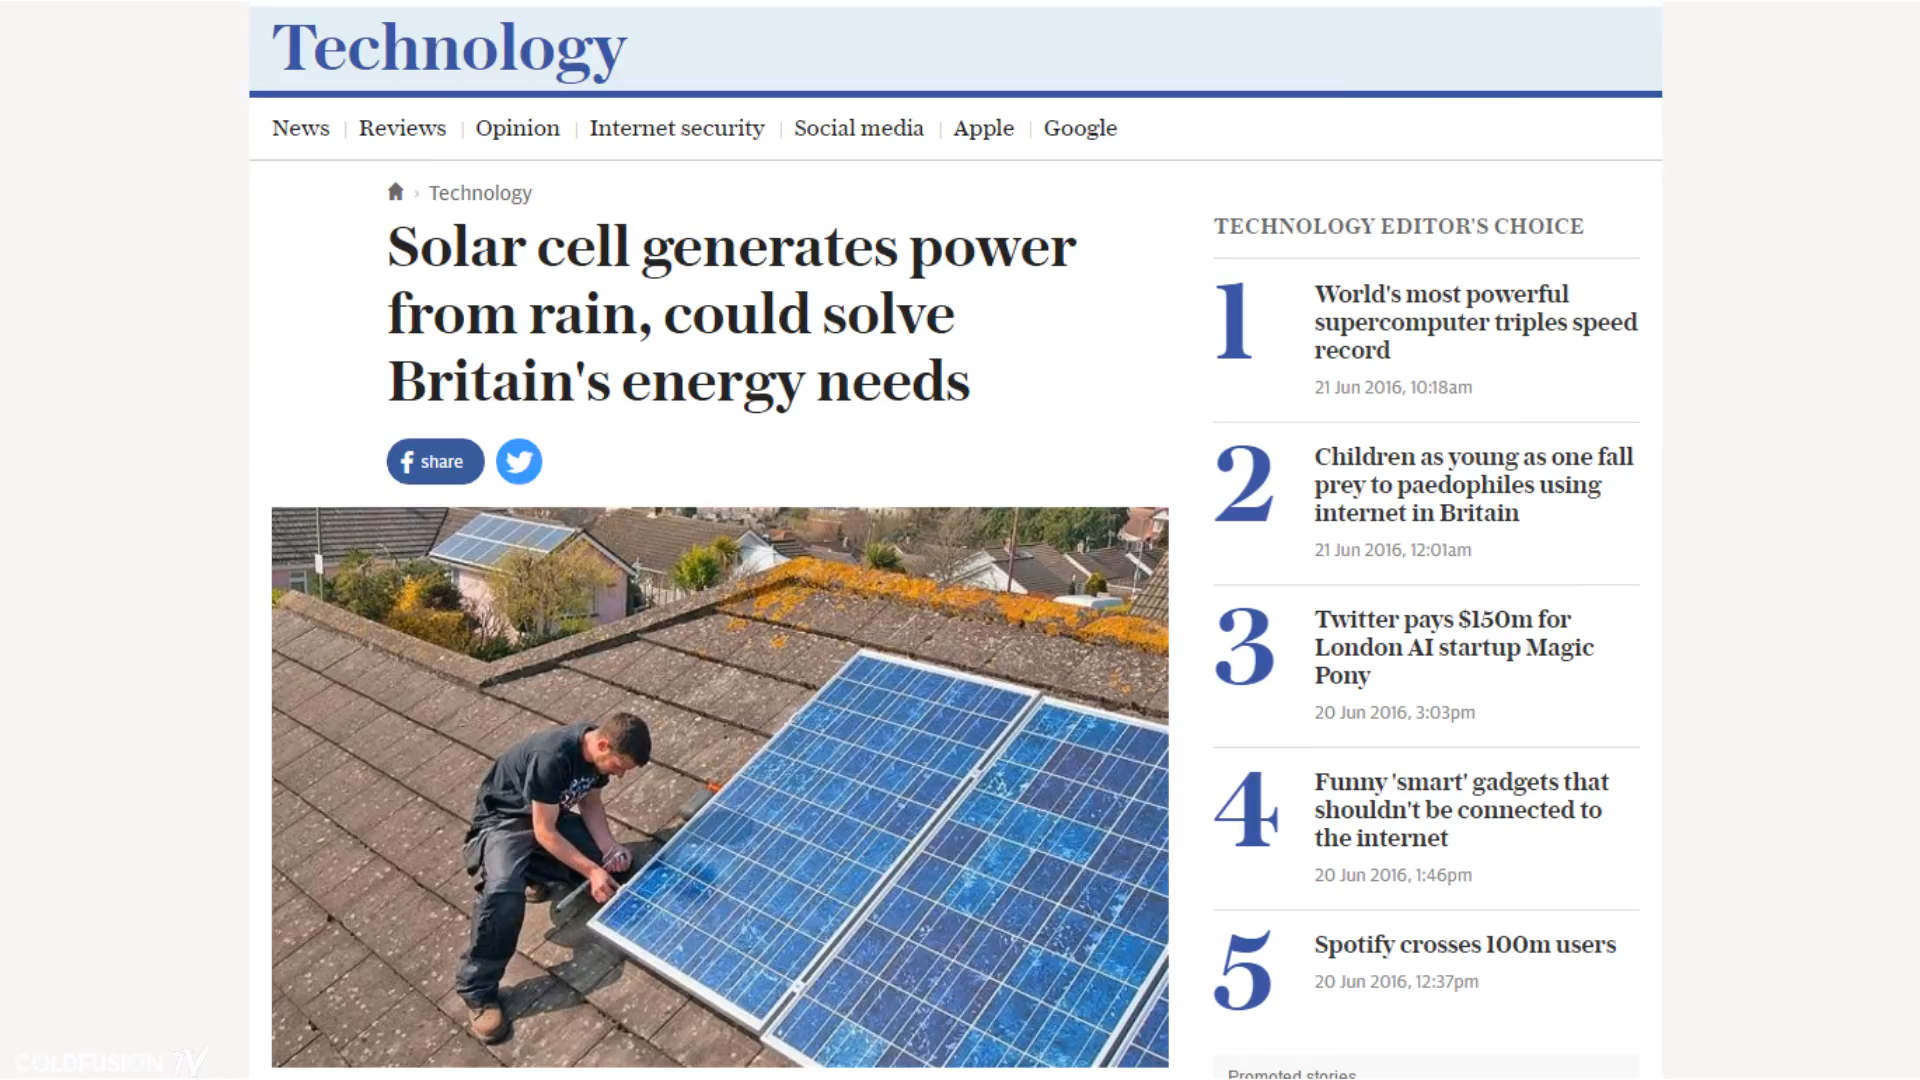 Technology
News
Reviews
Opinion
Internet security
Social media
Apple
Google
Technology
Solar cell generates power
from rain, could solve
Britain's energy needs
share
TECHNOLOGY EDITOR'S CHOICE
1
World's most powerful
supercomputer triples speed
record
21 Jun 2016, 10:18am
2
Children as young as one fall
prey to paedophiles using
internet in Britain
21 Jun 2016, 12:01am
3
Twitter pays $150m for
London AI startup Magic
Pony
20 Jun 2016, 3:03pm
4
Funny 'smart' gadgets that
shouldn't be connected to
the internet
20 Jun 2016, 1:46pm
5
Spotify crosses 100m users
20 Jun 2016, 12:37pm
Promoted stories
COLDFUSION TV